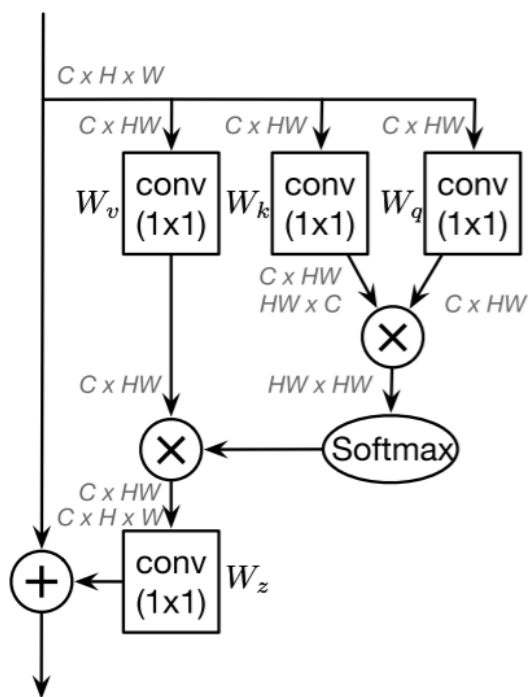 C x H x W
C x HW C x HW C x HW
W_v conv (1x1) W_k conv (1x1) W_q conv (1x1)
C x HW
HW x C C x HW
×
C x HW HW x HW
× Softmax
C x HW
C x H x W
+ conv (1x1) W_z